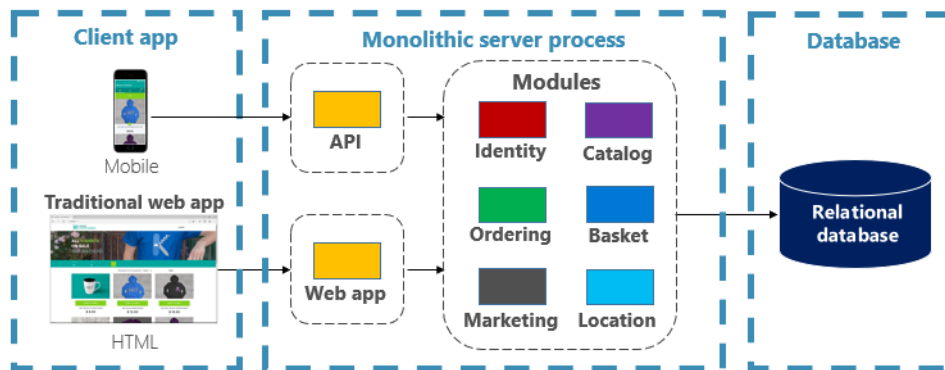 Client app
Mobile
Traditional web app
HTML
Monolithic server process
API
Web app
Modules
Identity
Catalog
Ordering
Basket
Marketing
Location
Database
Relational
database